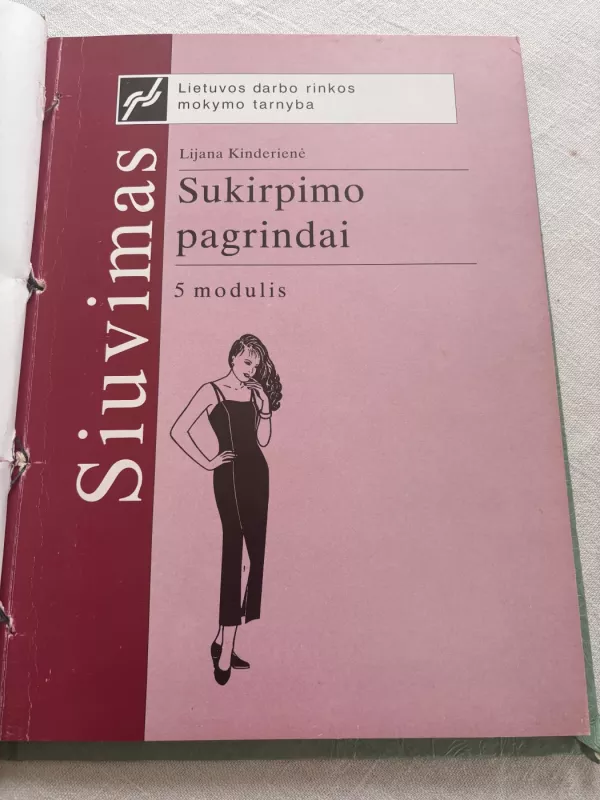 Lietuvos darbo rinkos
mokymo tarnyba
Lijana Kinderienė
Sukirpimo
pagrindai
5 modulis
Siuvimas